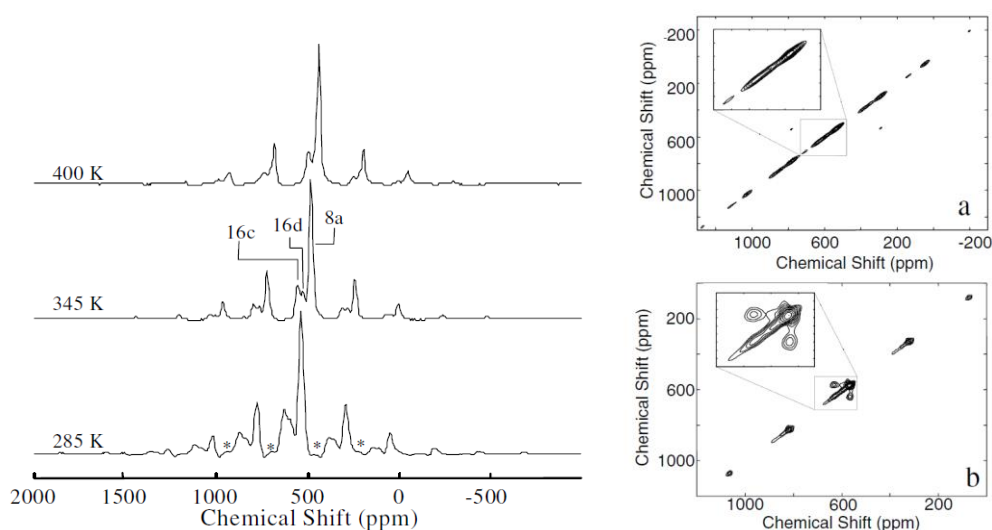 400 K
8a
16d
16c
345 K
285 K
* * * *
2000 1500 1000 500 0 -500
Chemical Shift (ppm)
-200
200
600
1000
Chemical Shift (ppm)
a
1000 600 200 -200
Chemical Shift (ppm)
200
600
1000
Chemical Shift (ppm)
b
1000 600 200
Chemical Shift (ppm)